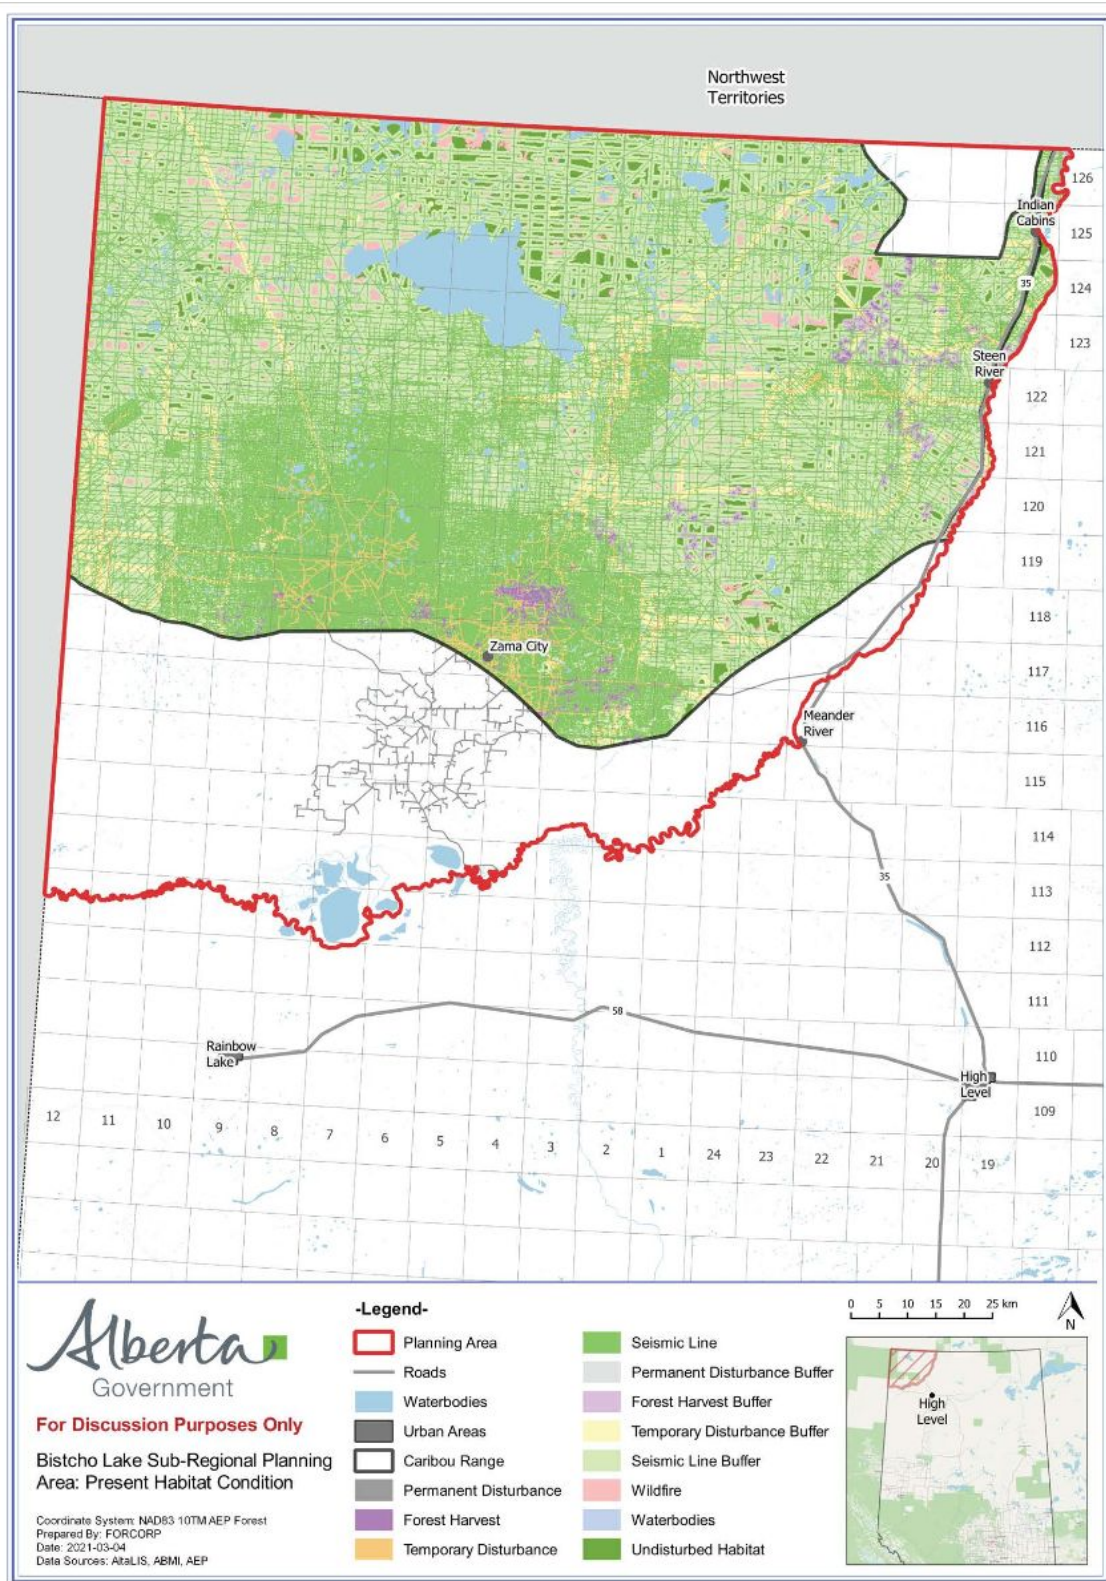 Northwest
Territories
126
Indian
Cabins
125
35
124
123
Steen
River
122
121
120
119
118
Zama City
117
Meander
River
116
115
114
35
113
112
111
58
Rainbow
Lake
110
High
Level
109
12
11
10
9
8
7
6
5
4
3
2
1
24
23
22
21
20
19
Alberta
Government
For Discussion Purposes Only
Bistcho Lake Sub-Regional Planning
Area: Present Habitat Condition
Coordinate System: NAD83 10TM AEP Forest
Prepared By: FORCORP
Date: 2021-03-04
Data Sources: AltaLIS, ABMI, AEP
-Legend-
Planning Area
Roads
Waterbodies
Urban Areas
Caribou Range
Permanent Disturbance
Forest Harvest
Temporary Disturbance
Seismic Line
Permanent Disturbance Buffer
Forest Harvest Buffer
Temporary Disturbance Buffer
Seismic Line Buffer
Wildfire
Waterbodies
Undisturbed Habitat
0 5 10 15 20 25 km
N
High
Level